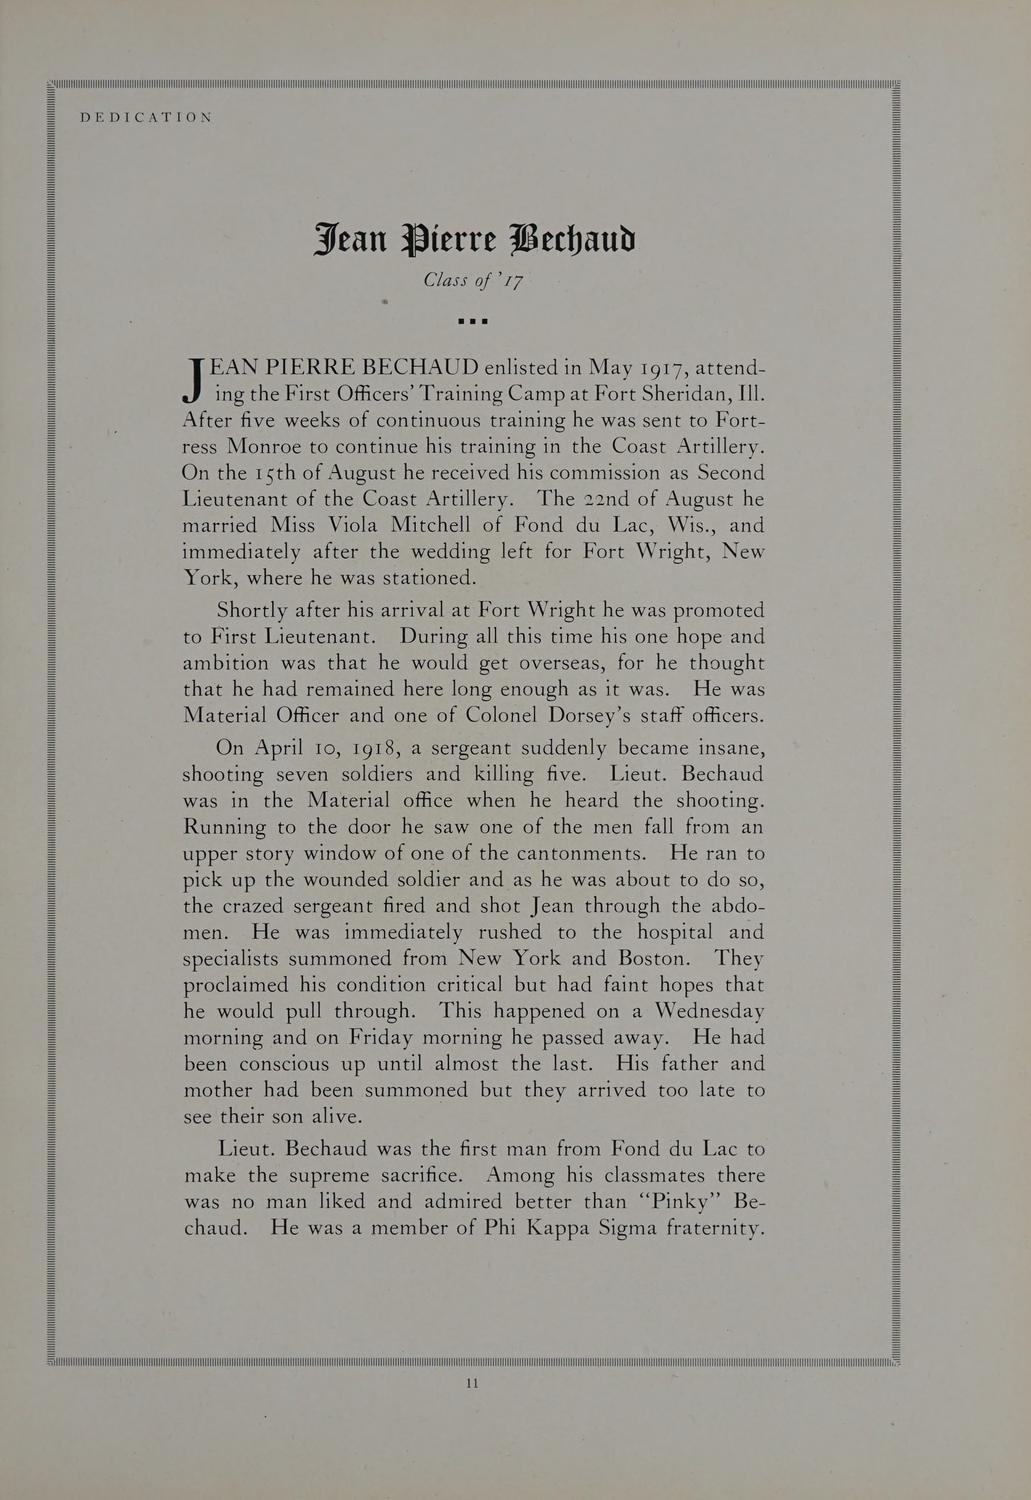 DEDICATION
Jean Pierre Bechaud
Class of ’17
JEAN PIERRE BECHAUD enlisted in May 1917, attend-
ing the First Officers’ Training Camp at Fort Sheridan, Ill.
After five weeks of continuous training he was sent to Fort-
ress Monroe to continue his training in the Coast Artillery.
On the 15th of August he received his commission as Second
Lieutenant of the Coast Artillery. The 22nd of August he
married Miss Viola Mitchell of Fond du Lac, Wis., and
immediately after the wedding left for Fort Wright, New
York, where he was stationed.
Shortly after his arrival at Fort Wright he was promoted
to First Lieutenant. During all this time his one hope and
ambition was that he would get overseas, for he thought
that he had remained here long enough as it was. He was
Material Officer and one of Colonel Dorsey’s staff officers.
On April 10, 1918, a sergeant suddenly became insane,
shooting seven soldiers and killing five. Lieut. Bechaud
was in the Material office when he heard the shooting.
Running to the door he saw one of the men fall from an
upper story window of one of the cantonments. He ran to
pick up the wounded soldier and as he was about to do so,
the crazed sergeant fired and shot Jean through the abdo-
men. He was immediately rushed to the hospital and
specialists summoned from New York and Boston. They
proclaimed his condition critical but had faint hopes that
he would pull through. This happened on a Wednesday
morning and on Friday morning he passed away. He had
been conscious up until almost the last. His father and
mother had been summoned but they arrived too late to
see their son alive.
Lieut. Bechaud was the first man from Fond du Lac to
make the supreme sacrifice. Among his classmates there
was no man liked and admired better than “Pinky” Be-
chaud. He was a member of Phi Kappa Sigma fraternity.
11